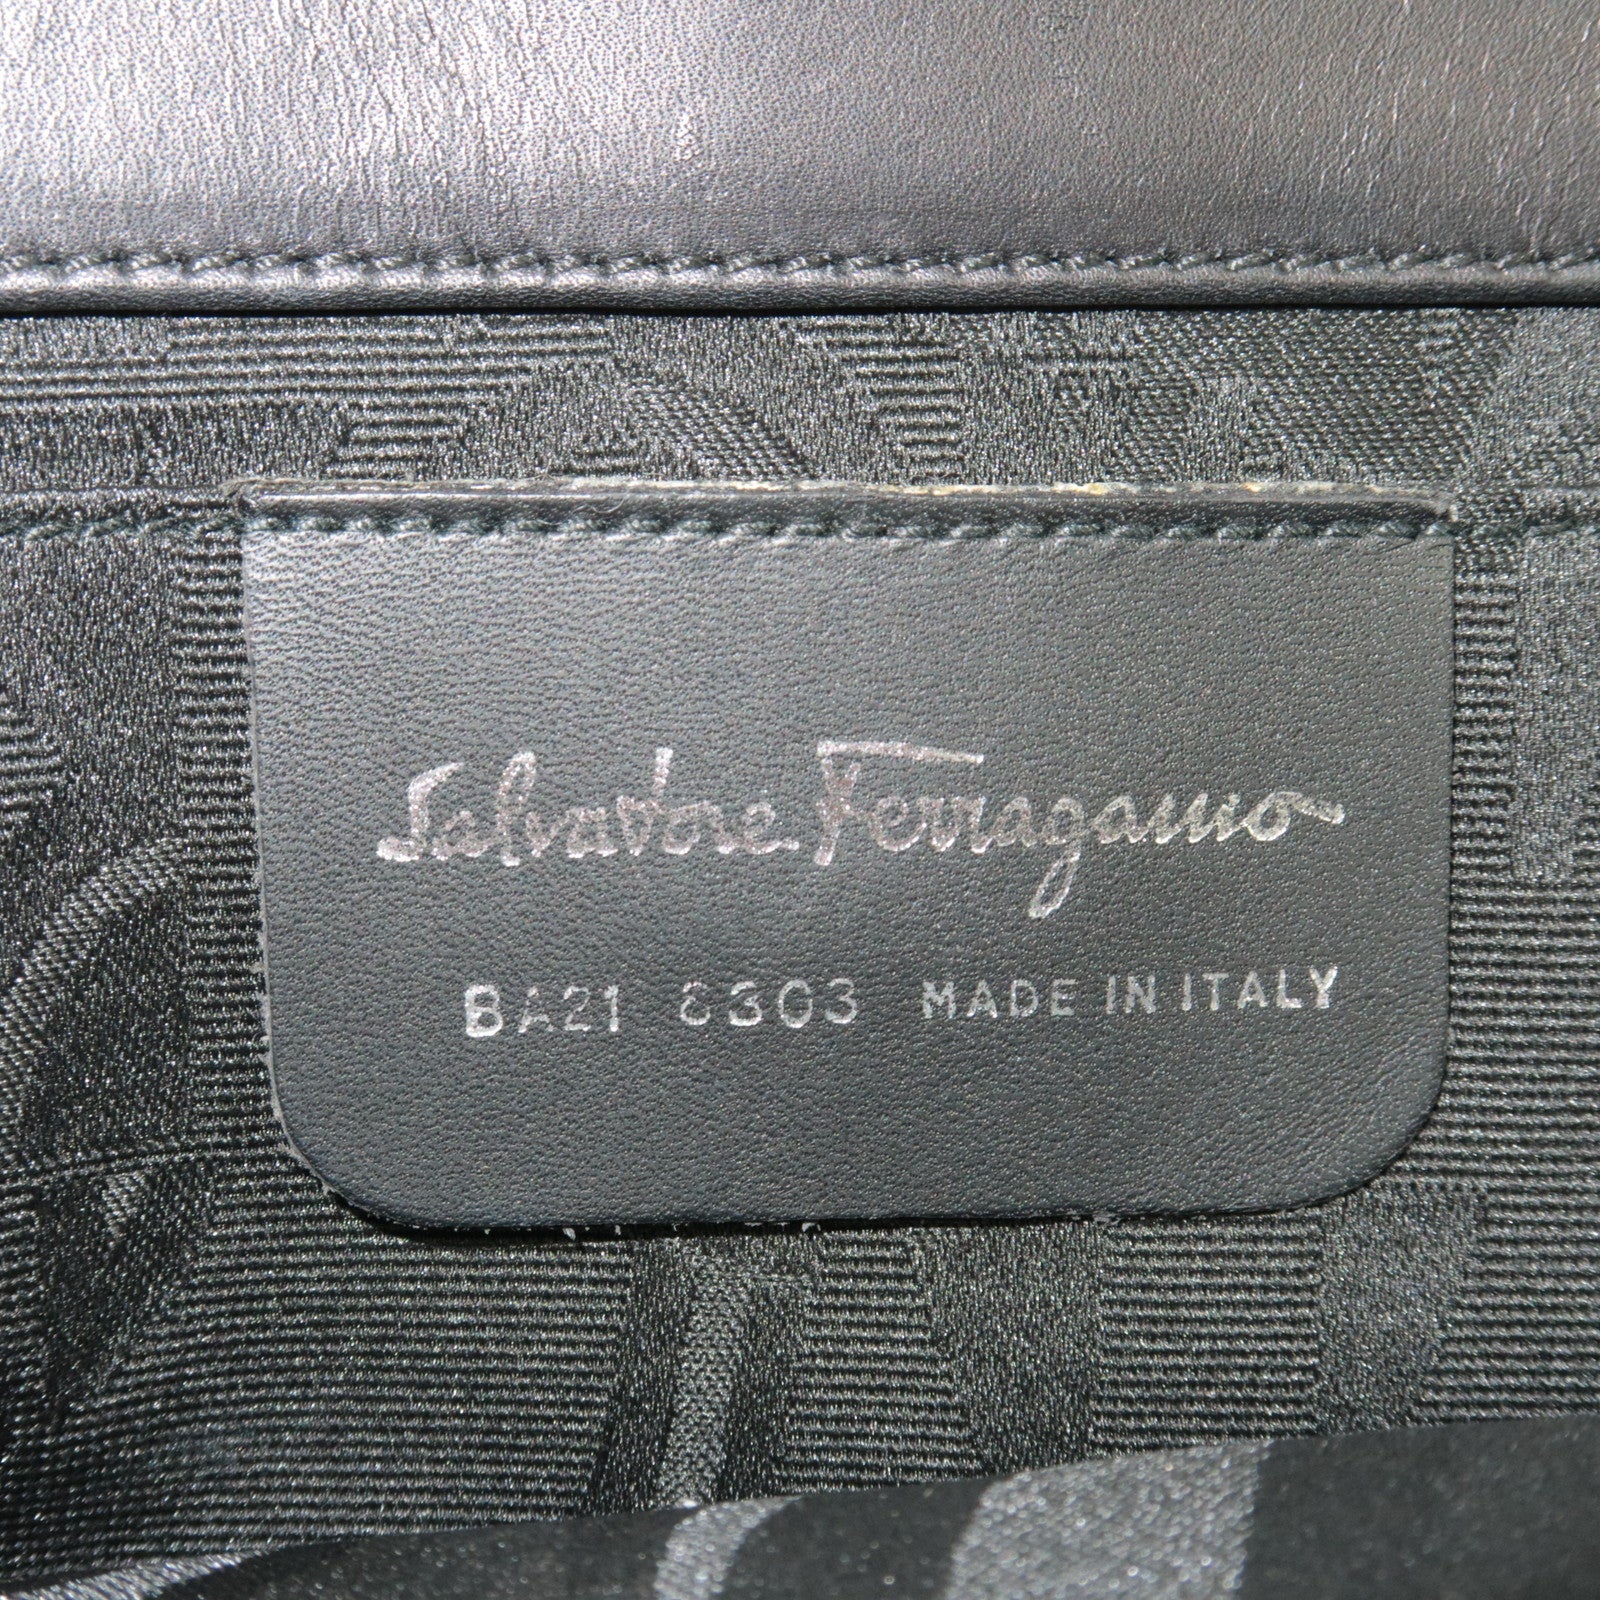 Salvatore Ferragamo
BA21 8303 MADE IN ITALY